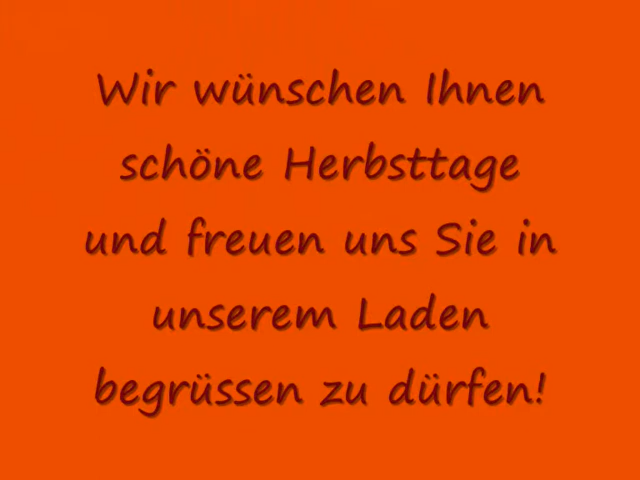 Wir wünschen Ihnen
schöne Herbsttage
und freuen uns Sie in
unserem Laden
begrüssen zu dürfen!